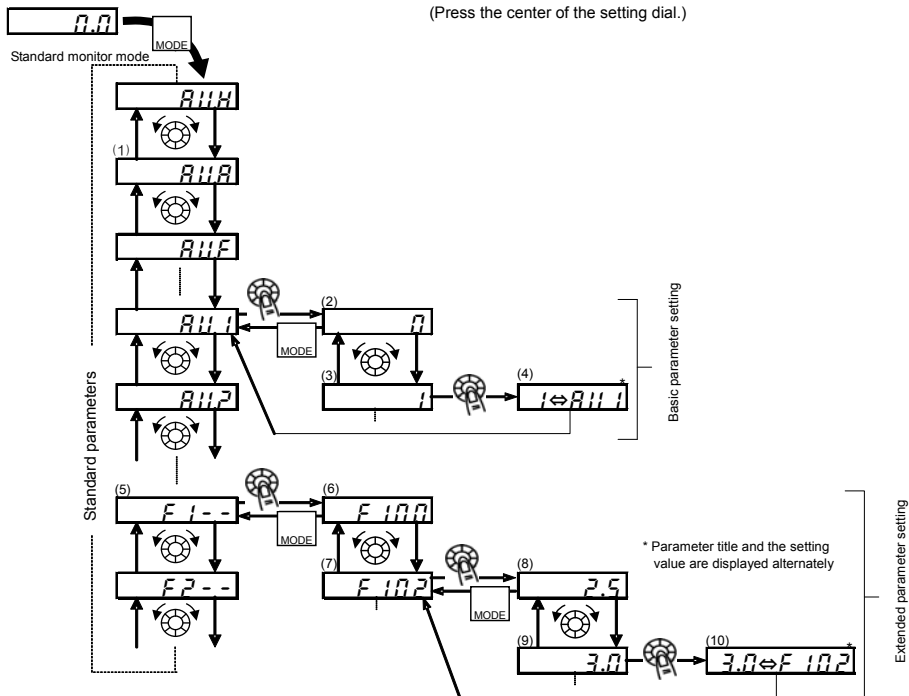 (Press the center of the setting dial.)
0.0
MODE
Standard monitor mode
AUH
(1)
AUA
AUF
AU1
(2)
0
MODE
(3)
1
(4)
1⇔AU1
*
AU2
Basic parameter setting
Standard parameters
(5)
F1--
(6)
F100
MODE
F2--
(7)
F102
(8)
2.5
MODE
(9)
3.0
(10)
3.0⇔F102
*
* Parameter title and the setting
value are displayed alternately
Extended parameter setting